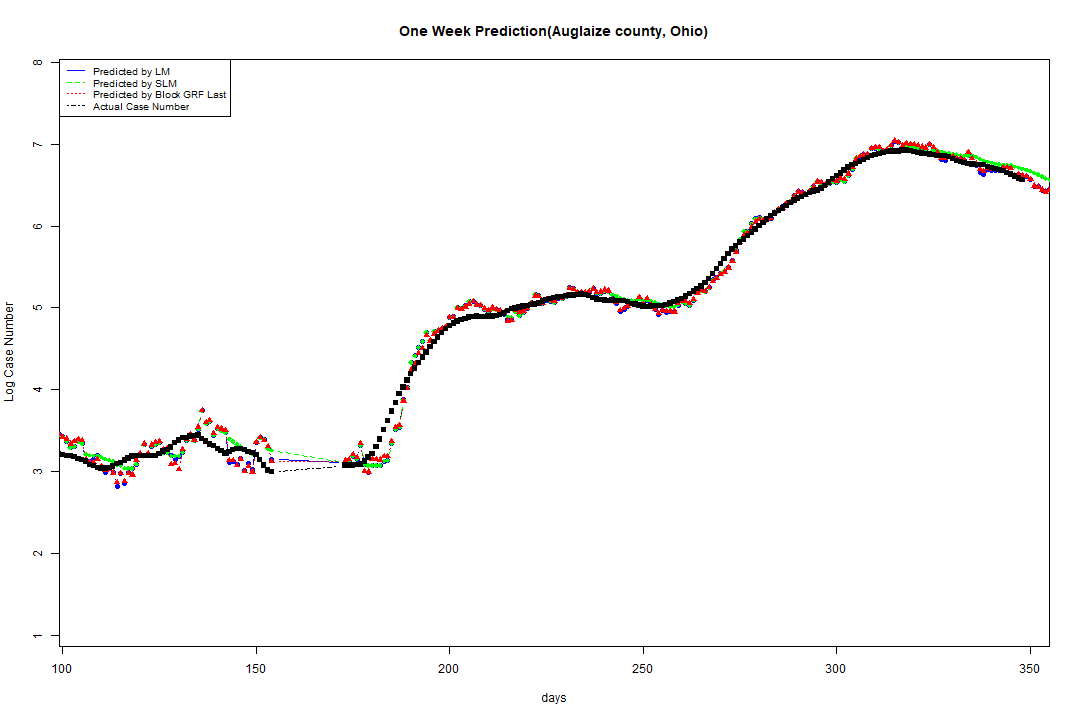 One Week Prediction(Auglaize county, Ohio)
Predicted by LM
Predicted by SLM
Predicted by Block GRF Last
Actual Case Number
8
7
6
5
4
3
2
1
Log Case Number
100 150 200 250 300 350
days